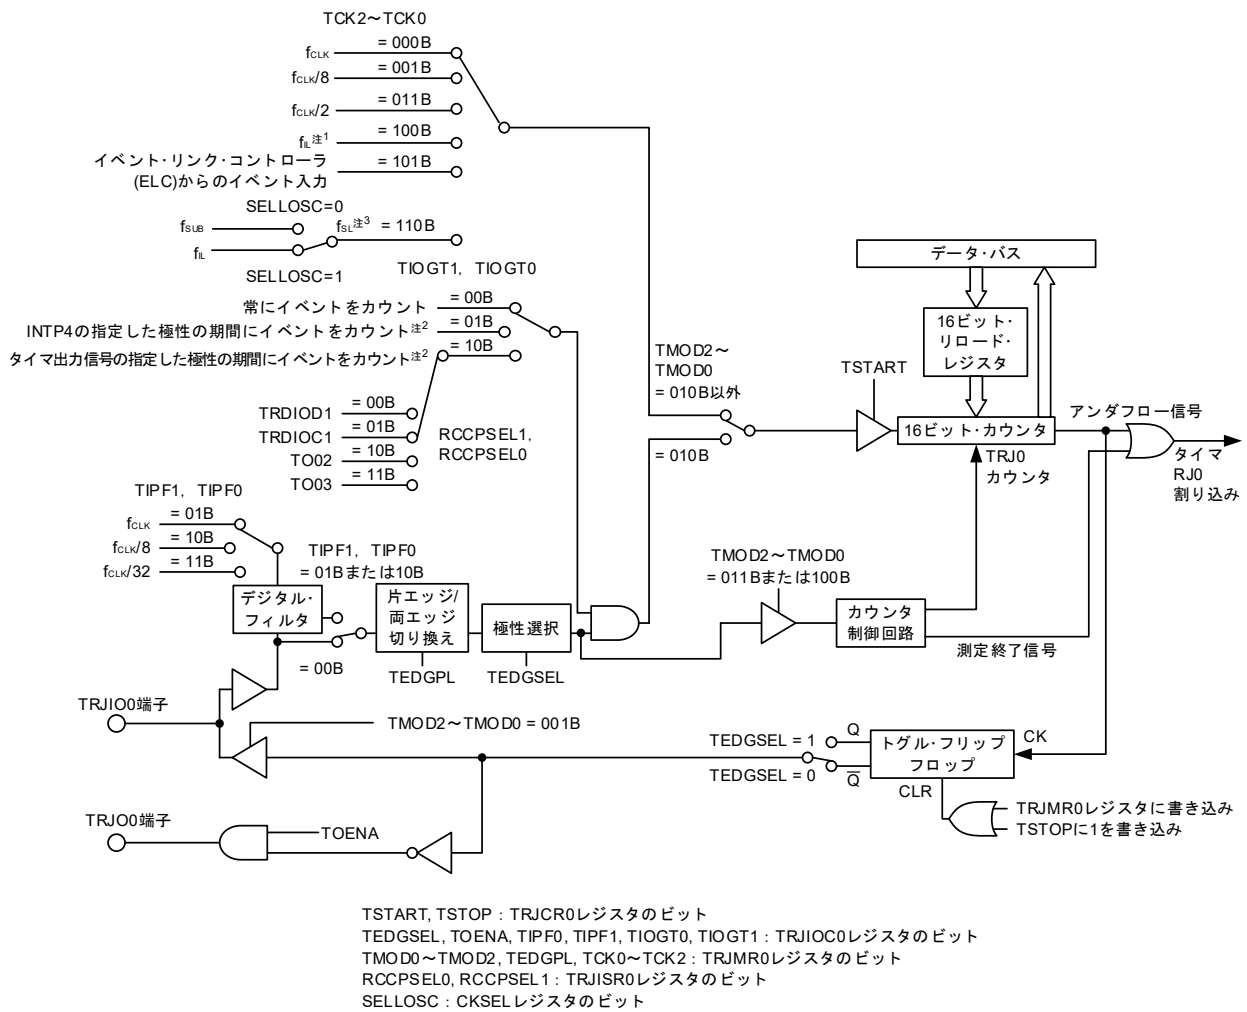 TCK2～TCK0
fCLK
= 000B
fCLK/8
= 001B
fCLK/2
= 011B
fIL注1
= 100B
イベント･リンク･コントローラ
(ELC)からのイベント入力
= 101B
SELLOSC=0
fSUB
fSL注3 = 110B
fIL
SELLOSC=1
TIOGT1, TIOGT0
常にイベントをカウント
= 00B
INTP4の指定した極性の期間にイベントをカウント注2
= 01B
タイマ出力信号の指定した極性の期間にイベントをカウント注2
= 10B
TRDIOD1
= 00B
TRDIOC1
= 01B
TO02
= 10B
TO03
= 11B
RCCPSEL1,
RCCPSEL0
TMOD2～
TMOD0
= 010B以外
= 010B
TSTART
データ･バス
16ビット･
リロード･
レジスタ
16ビット･カウンタ
TRJ0
カウンタ
アンダフロー信号
タイマ
RJ0
割り込み
TIPF1, TIPF0
fCLK
= 01B
fCLK/8
= 10B
fCLK/32
= 11B
デジタル･
フィルタ
TIPF1, TIPF0
= 01Bまたは10B
= 00B
片エッジ/
両エッジ
切り換え
TEDGPL
極性選択
TEDGSEL
TMOD2～TMOD0
= 011Bまたは100B
カウンタ
制御回路
測定終了信号
TRJIO0端子
TMOD2～TMOD0 = 001B
TEDGSEL = 1
Q
TEDGSEL = 0
Q̅
トグル･フリップ
フロップ
CK
CLR
TRJMR0レジスタに書き込み
TSTOPに1を書き込み
TRJO0端子
TOENA
TSTART, TSTOP : TRJCR0レジスタのビット
TEDGSEL, TOENA, TIPF0, TIPF1, TIOGT0, TIOGT1 : TRJIOC0レジスタのビット
TMOD0～TMOD2, TEDGPL, TCK0～TCK2 : TRJMR0レジスタのビット
RCCPSEL0, RCCPSEL1 : TRJISR0レジスタのビット
SELLOSC : CKSELレジスタのビット